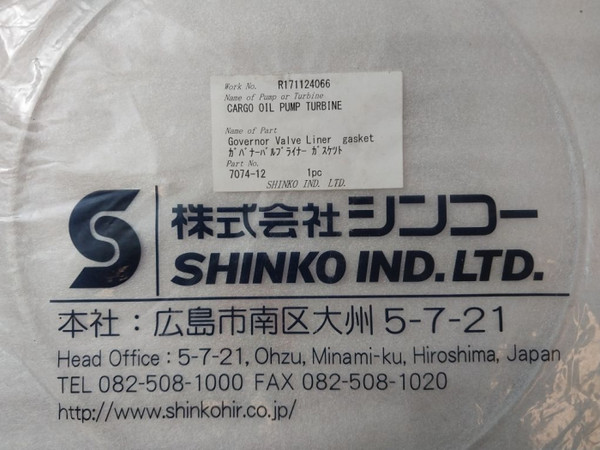 Work No. R171124066
Name of Pump or Turbine
CARGO OIL PUMP TURBINE
Name of Part
Governor Valve Liner gasket
ガバナーバルブライナー ガスケット
Part No.
7074-12 1pc
SHINKO IND. LTD.
株式会社シンコー
SHINKO IND. LTD.
本社：広島市南区大州 5-7-21
Head Office : 5-7-21, Ohzu, Minami-ku, Hiroshima, Japan
TEL 082-508-1000 FAX 082-508-1020
http://www.shinkohir.co.jp/